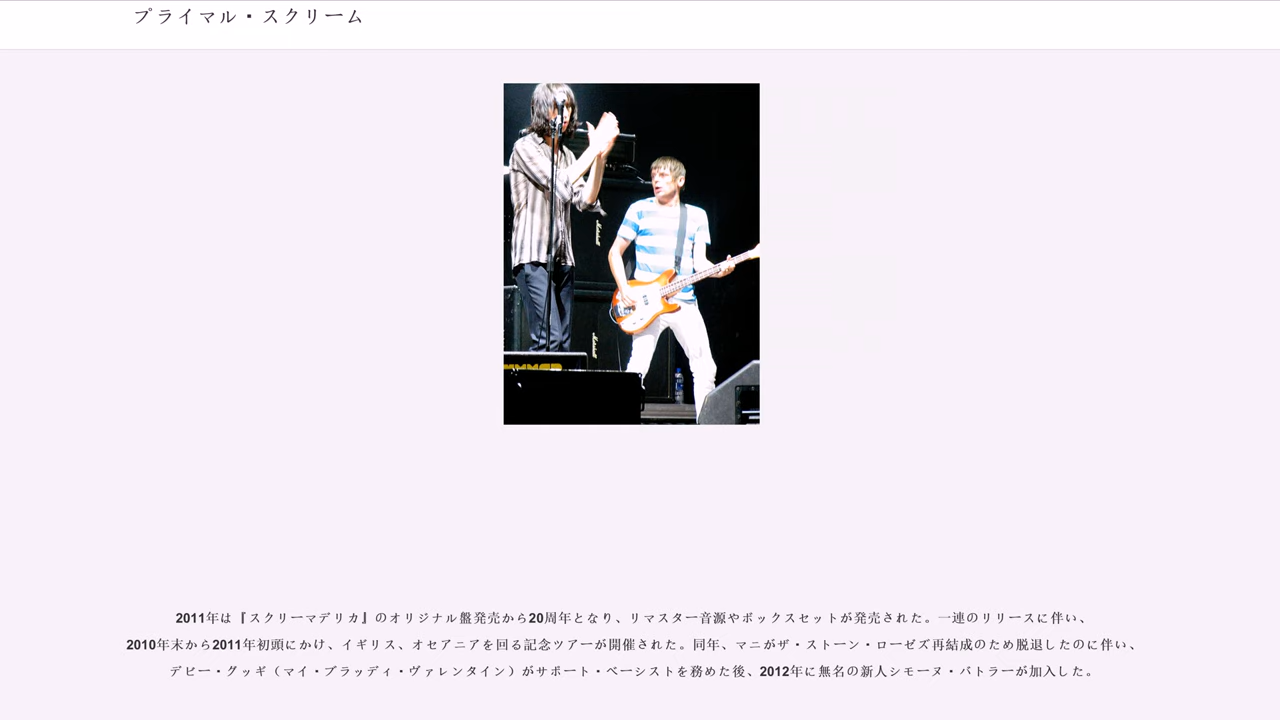 プライマル・スクリーム
Marshall
Marshall
2011年は『スクリーマデリカ』のオリジナル盤発売から20周年となり、リマスター音源やボックスセットが発売された。一連のリリースに伴い、
2010年末から2011年初頭にかけ、イギリス、オセアニアを回る記念ツアーが開催された。同年、マニがザ・ストーン・ローゼズ再結成のため脱退したのに伴い、
デビー・グッギ（マイ・ブラッディ・ヴァレンタイン）がサポート・ベーシストを務めた後、2012年に無名の新人シモーヌ・バトラーが加入した。